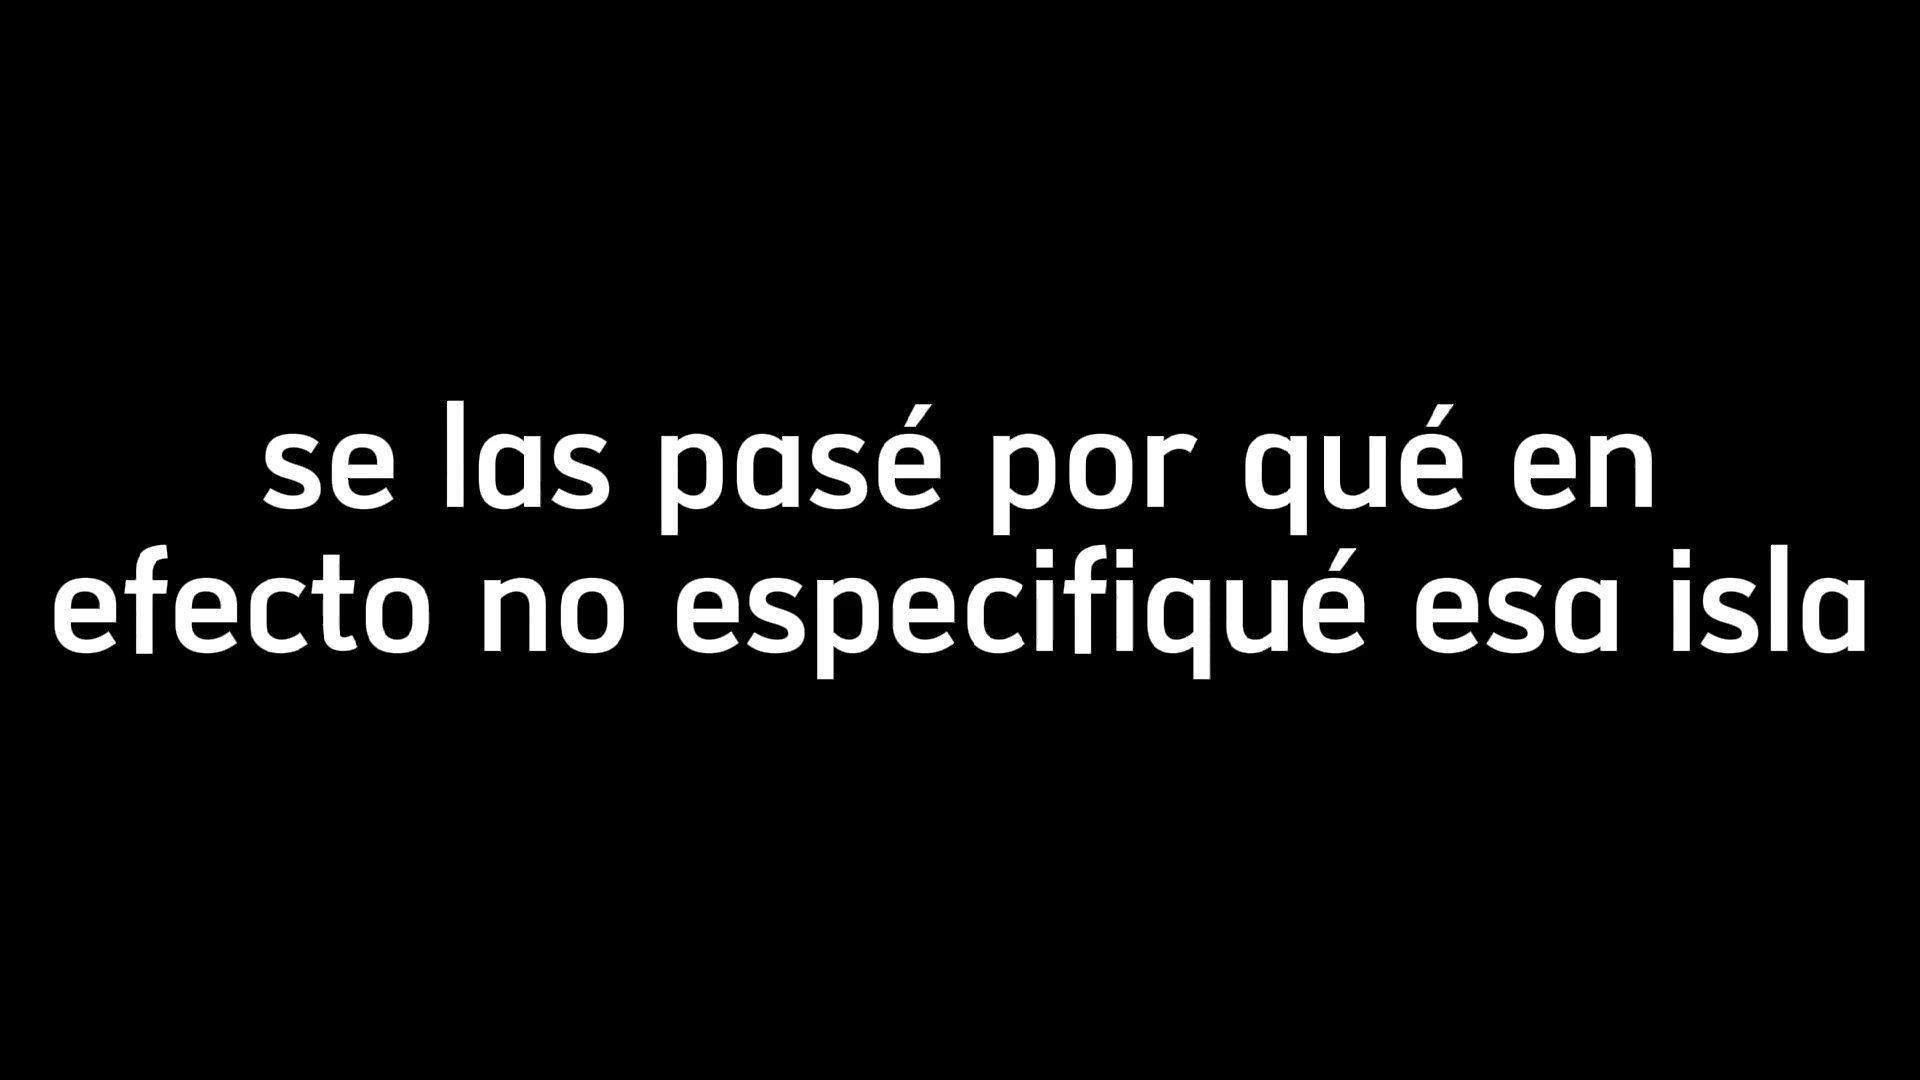 se las pasé por qué en
efecto no especifiqué esa isla